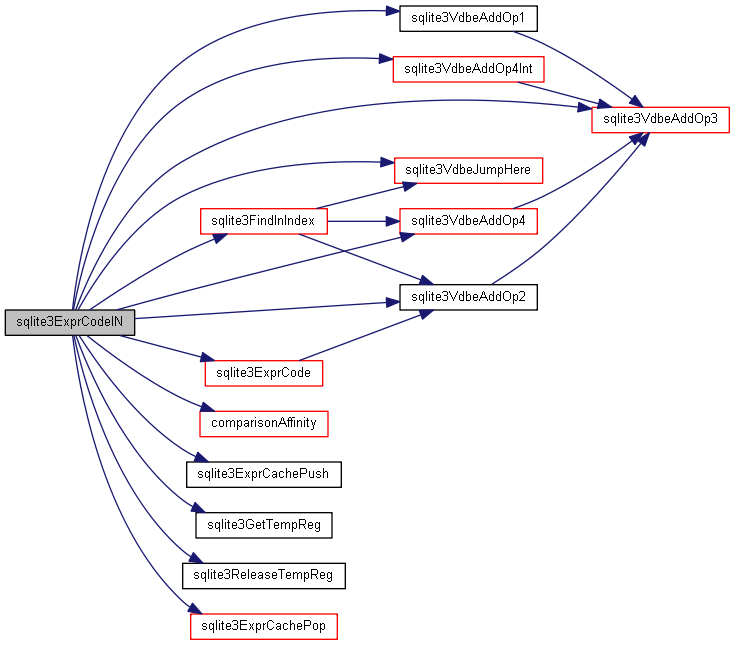 sqlite3VdbeAddOp1
sqlite3VdbeAddOp4Int
sqlite3VdbeAddOp3
sqlite3VdbeJumpHere
sqlite3FindInIndex
sqlite3VdbeAddOp4
sqlite3VdbeAddOp2
sqlite3ExprCodeIN
sqlite3ExprCode
comparisonAffinity
sqlite3ExprCachePush
sqlite3GetTempReg
sqlite3ReleaseTempReg
sqlite3ExprCachePop